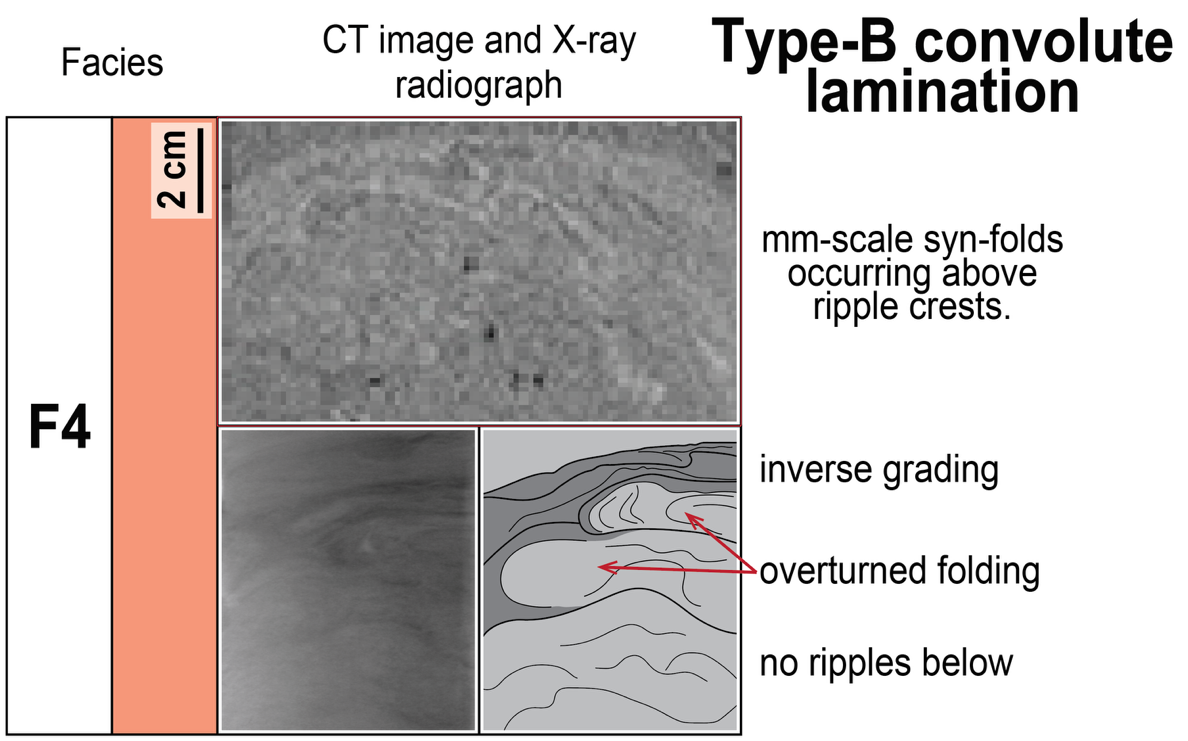 Facies
CT image and X-ray
radiograph
Type-B convolute
lamination
2 cm
F4
mm-scale syn-folds
occurring above
ripple crests.
inverse grading
overturned folding
no ripples below